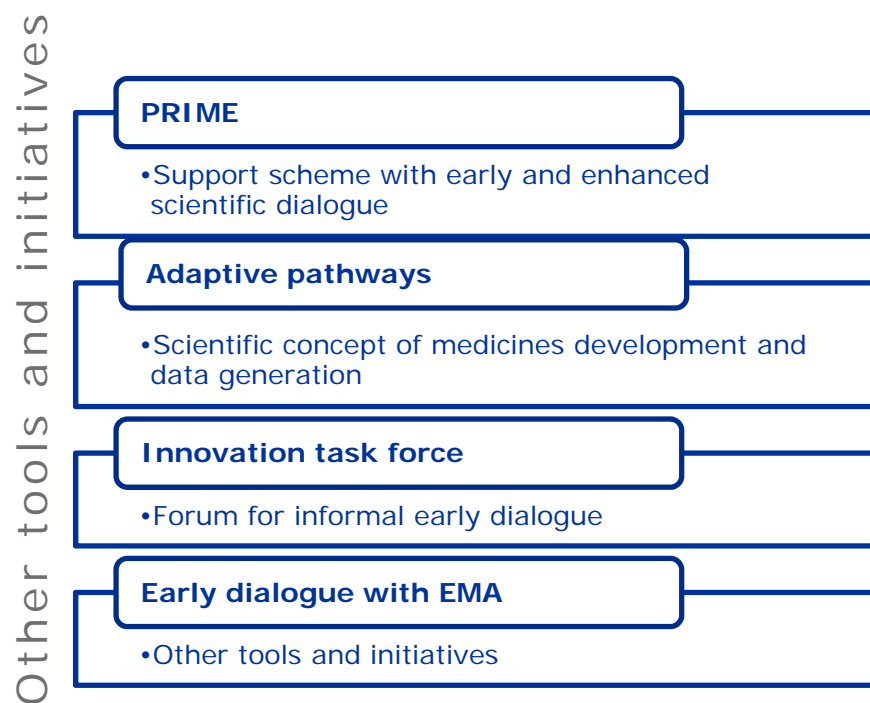 Other tools and initiatives
PRIME
•Support scheme with early and enhanced
scientific dialogue
Adaptive pathways
•Scientific concept of medicines development and
data generation
Innovation task force
•Forum for informal early dialogue
Early dialogue with EMA
•Other tools and initiatives